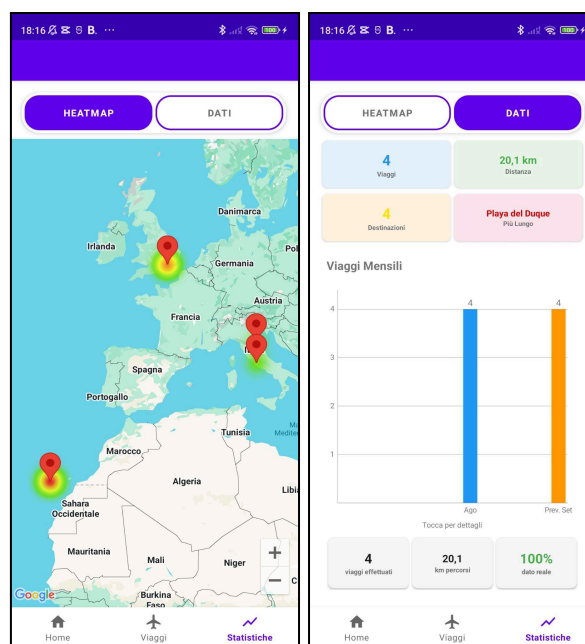 18:16 B. ...
HEATMAP
DATI
Danimarca
Irlanda
Pol
Germania
Austria
Francia
Spagna
Portogallo
Tunisia
Marocco
Algeria
Libi
Sahara
Occidentale
Mauritania
Mali
Niger
Burkina
Faso
Google
+
−
Home
Viaggi
Statistiche
18:16 B. ...
HEATMAP
DATI
4
Viaggi
20,1 km
Distanza
4
Destinazioni
Playa del Duque
Più Lungo
Viaggi Mensili
4
4
4
3
2
1
Ago
Prev. Set
Tocca per dettagli
4
viaggi effettuati
20,1
km percorsi
100%
dato reale
Home
Viaggi
Statistiche